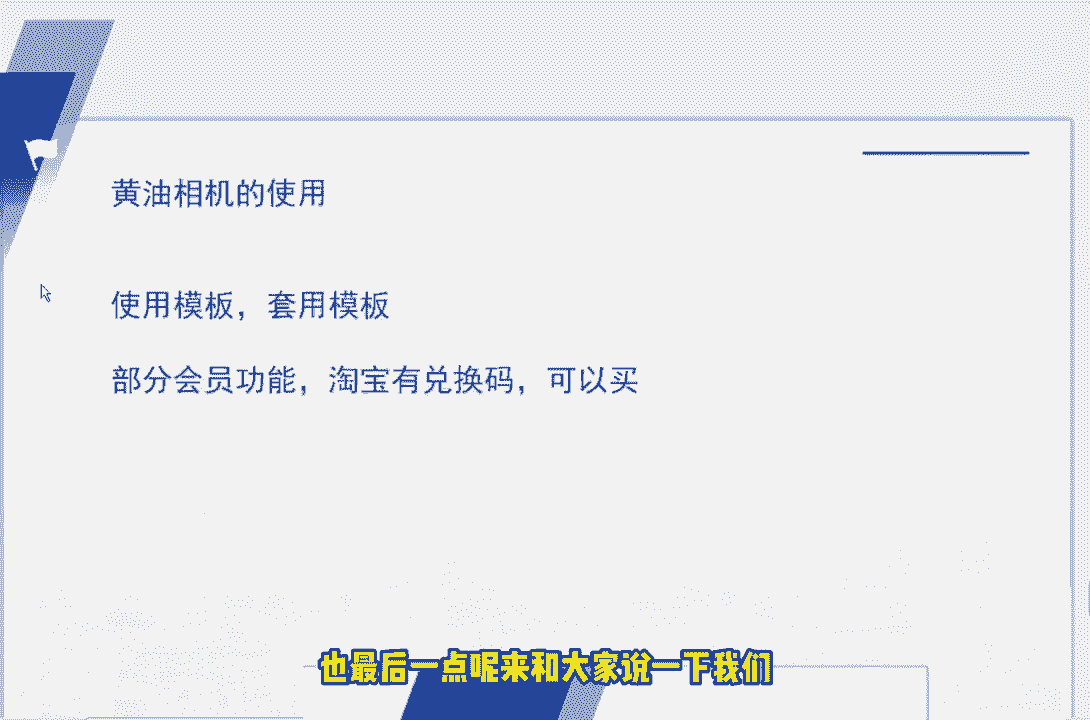 黄油相机的使用
使用模板，套用模板
部分会员功能，淘宝有兑换码，可以买
也最后一点呢来和大家说一下我们